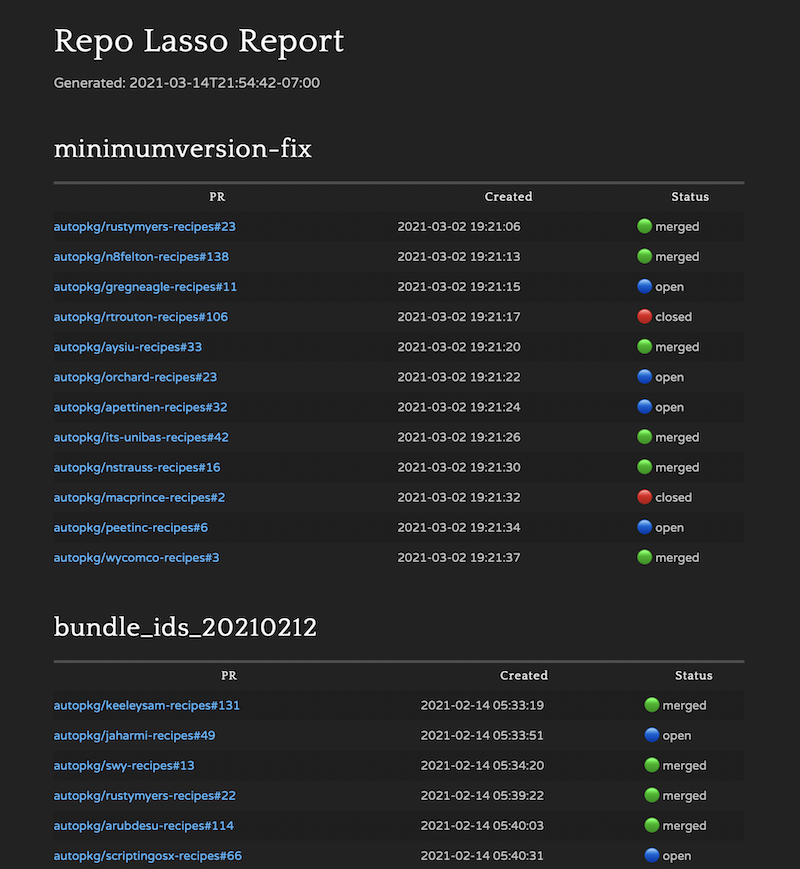 Repo Lasso Report
Generated: 2021-03-14T21:54:42-07:00
minimumversion-fix
PR Created Status
autopkg/rustymyers-recipes#23 2021-03-02 19:21:06 merged
autopkg/n8felton-recipes#138 2021-03-02 19:21:13 merged
autopkg/gregneagle-recipes#11 2021-03-02 19:21:15 open
autopkg/rtrouton-recipes#106 2021-03-02 19:21:17 closed
autopkg/aysiu-recipes#33 2021-03-02 19:21:20 merged
autopkg/orchard-recipes#23 2021-03-02 19:21:22 open
autopkg/apettinen-recipes#32 2021-03-02 19:21:24 open
autopkg/its-unibas-recipes#42 2021-03-02 19:21:26 merged
autopkg/nstrauss-recipes#16 2021-03-02 19:21:30 merged
autopkg/macprince-recipes#2 2021-03-02 19:21:32 closed
autopkg/peetinc-recipes#6 2021-03-02 19:21:34 open
autopkg/wycomco-recipes#3 2021-03-02 19:21:37 merged
bundle_ids_20210212
PR Created Status
autopkg/keeleysam-recipes#131 2021-02-14 05:33:19 merged
autopkg/jaharmi-recipes#49 2021-02-14 05:33:51 open
autopkg/swy-recipes#13 2021-02-14 05:34:20 merged
autopkg/rustymyers-recipes#22 2021-02-14 05:39:22 merged
autopkg/arubdesu-recipes#114 2021-02-14 05:40:03 merged
autopkg/scriptingosx-recipes#66 2021-02-14 05:40:31 open